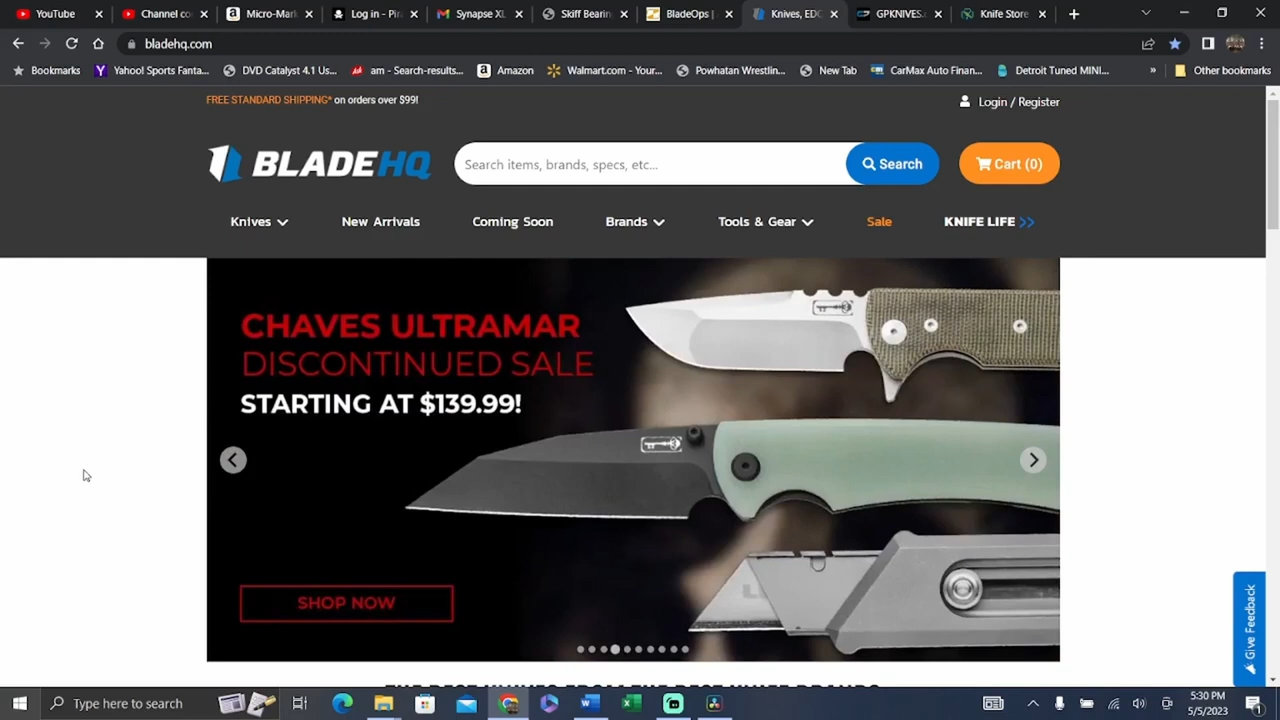 YouTube
Channel co
Micro-Mark
Log in - Pira
Synapse XL
Skiff Bearin
BladeOps |
Knives, EDC
GPKNIVES.c
Knife Store
bladehq.com
Bookmarks
Yahoo! Sports Fanta...
DVD Catalyst 4.1 Us...
am - Search-results...
Amazon
Walmart.com - Your...
Powhatan Wrestlin...
New Tab
CarMax Auto Finan...
Detroit Tuned MINI...
»
Other bookmarks
FREE STANDARD SHIPPING* on orders over $99!
Login / Register
BLADEHQ
Search items, brands, specs, etc...
Search
Cart (0)
Knives
New Arrivals
Coming Soon
Brands
Tools & Gear
Sale
KNIFE LIFE >>
CHAVES ULTRAMAR
DISCONTINUED SALE
STARTING AT $139.99!
SHOP NOW
Give Feedback
Type here to search
5:30 PM
5/5/2023